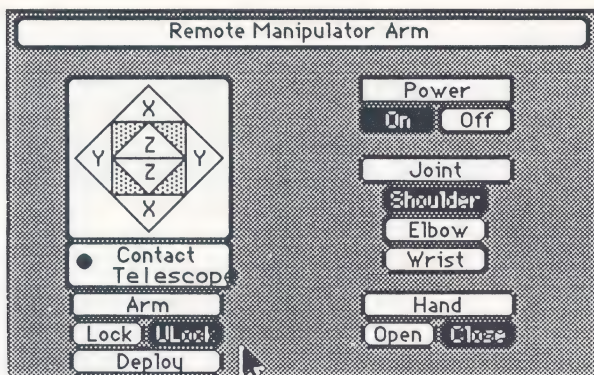 Remote Manipulator Arm
X
Y Z Y
Z
X
Contact
Telescope
Arm
Lock ULock
Deploy
Power
On Off
Joint
Shoulder
Elbow
Wrist
Hand
Open Close